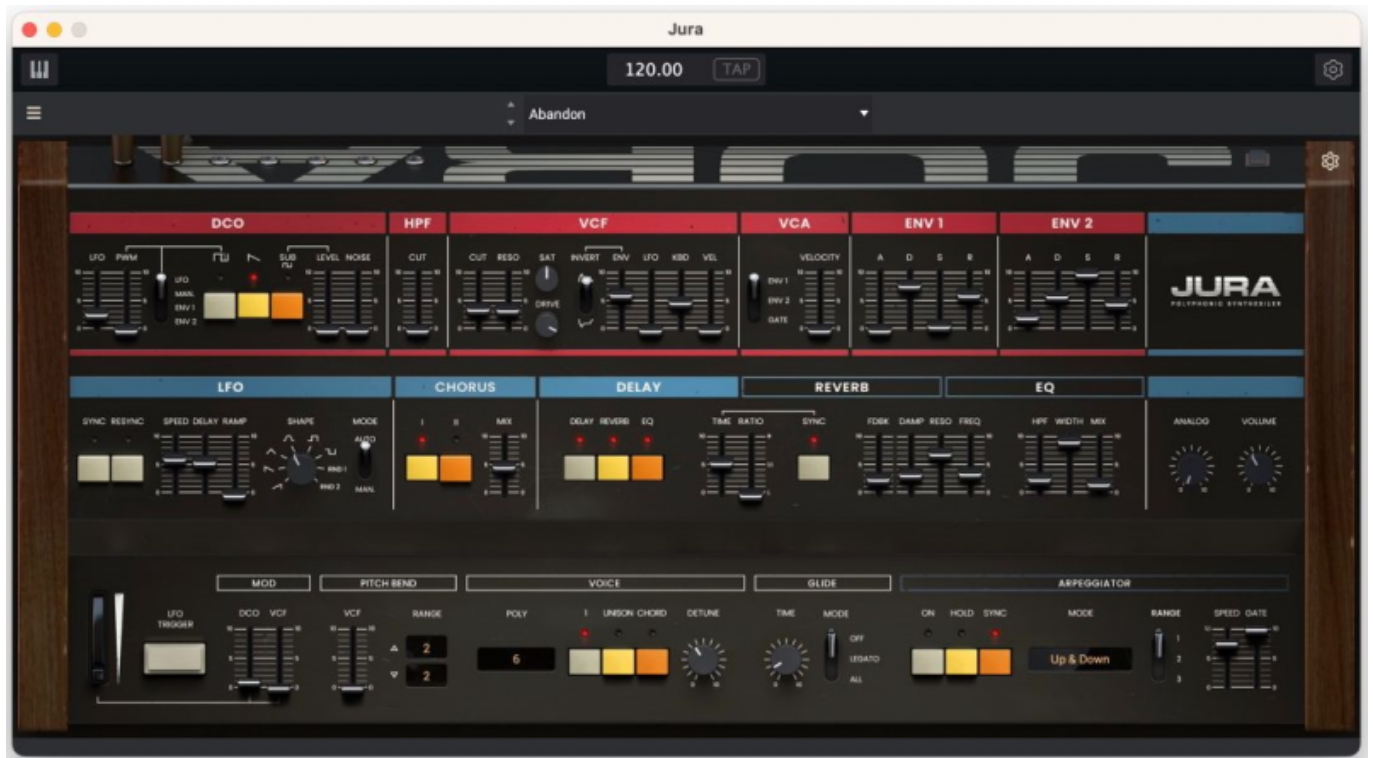 Jura
120.00 TAP
Abandon
DCO HPF VCF VCA ENV 1 ENV 2
LFO PWM SUB LEVEL NOISE CUT CUT RESO SAT INVERT ENV LFO KBD VEL VELOCITY A D S R A D S R
LFO
MAN.
ENV 1
ENV 2
DRIVE
ENV 1
ENV 2
GATE
JURA
POLYPHONIC SYNTHESIZER
LFO CHORUS DELAY REVERB EQ
SYNC RESYNC SPEED DELAY RAMP SHAPE MODE I II MIX DELAY REVERB EQ TIME RATIO SYNC FDBK DAMP RESO FREQ HPF WIDTH MIX ANALOG VOLUME
AUTO
RND 1
RND 2
MAN.
MOD PITCH BEND VOICE GLIDE ARPEGGIATOR
LFO TRIGGER DCO VCF VCF RANGE POLY 1 UNISON CHORD DETUNE TIME MODE ON HOLD SYNC MODE RANGE SPEED GATE
OFF
LEGATO
ALL
2
2
6
Up & Down
1
2
3